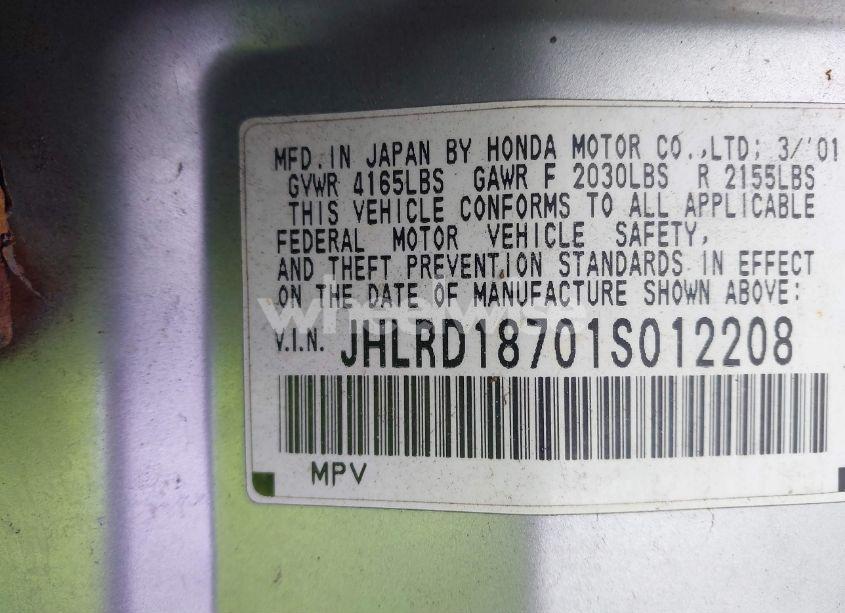 MFD. IN JAPAN BY HONDA MOTOR CO.,LTD; 3/'01
GVWR 4165LBS GAWR F 2030LBS R 2155LBS
THIS VEHICLE CONFORMS TO ALL APPLICABLE
FEDERAL MOTOR VEHICLE SAFETY,
AND THEFT PREVENTION STANDARDS IN EFFECT
ON THE DATE OF MANUFACTURE SHOWN ABOVE:
wheelwise
V.I.N. JHLRD18701S012208
MPV